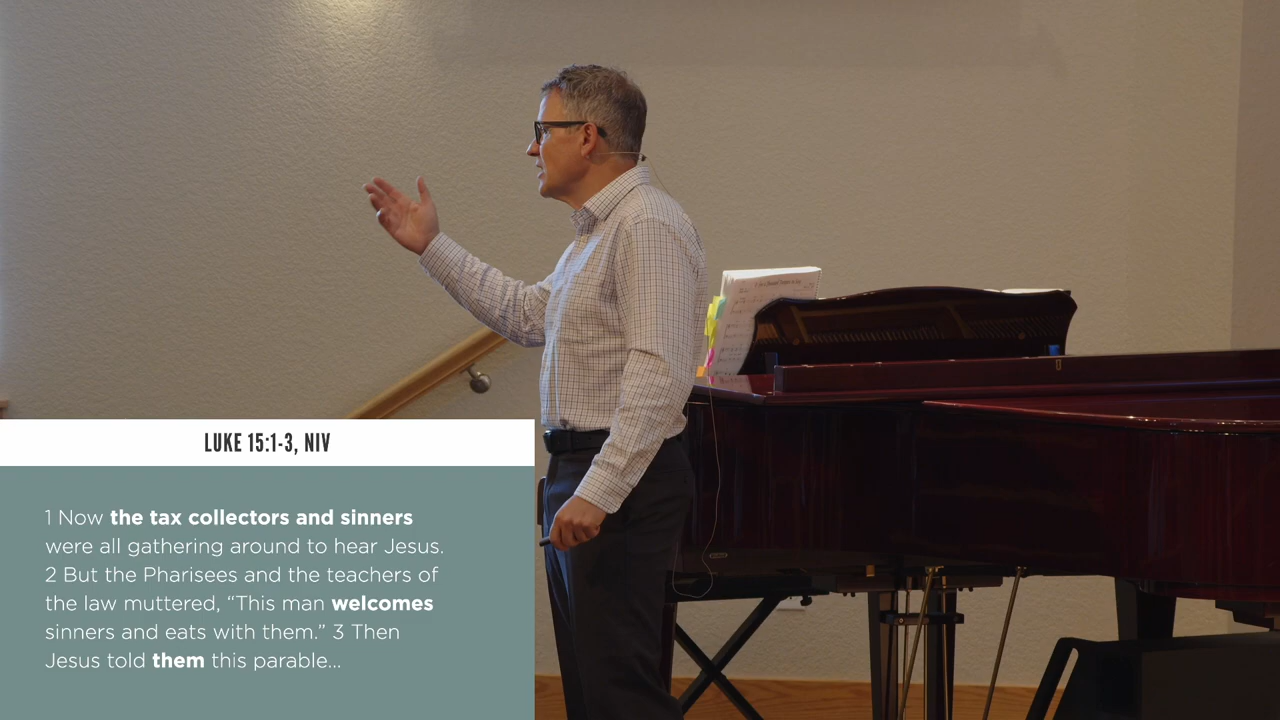 LUKE 15:1-3, NIV
1 Now the tax collectors and sinners
were all gathering around to hear Jesus.
2 But the Pharisees and the teachers of
the law muttered, “This man welcomes
sinners and eats with them.” 3 Then
Jesus told them this parable...